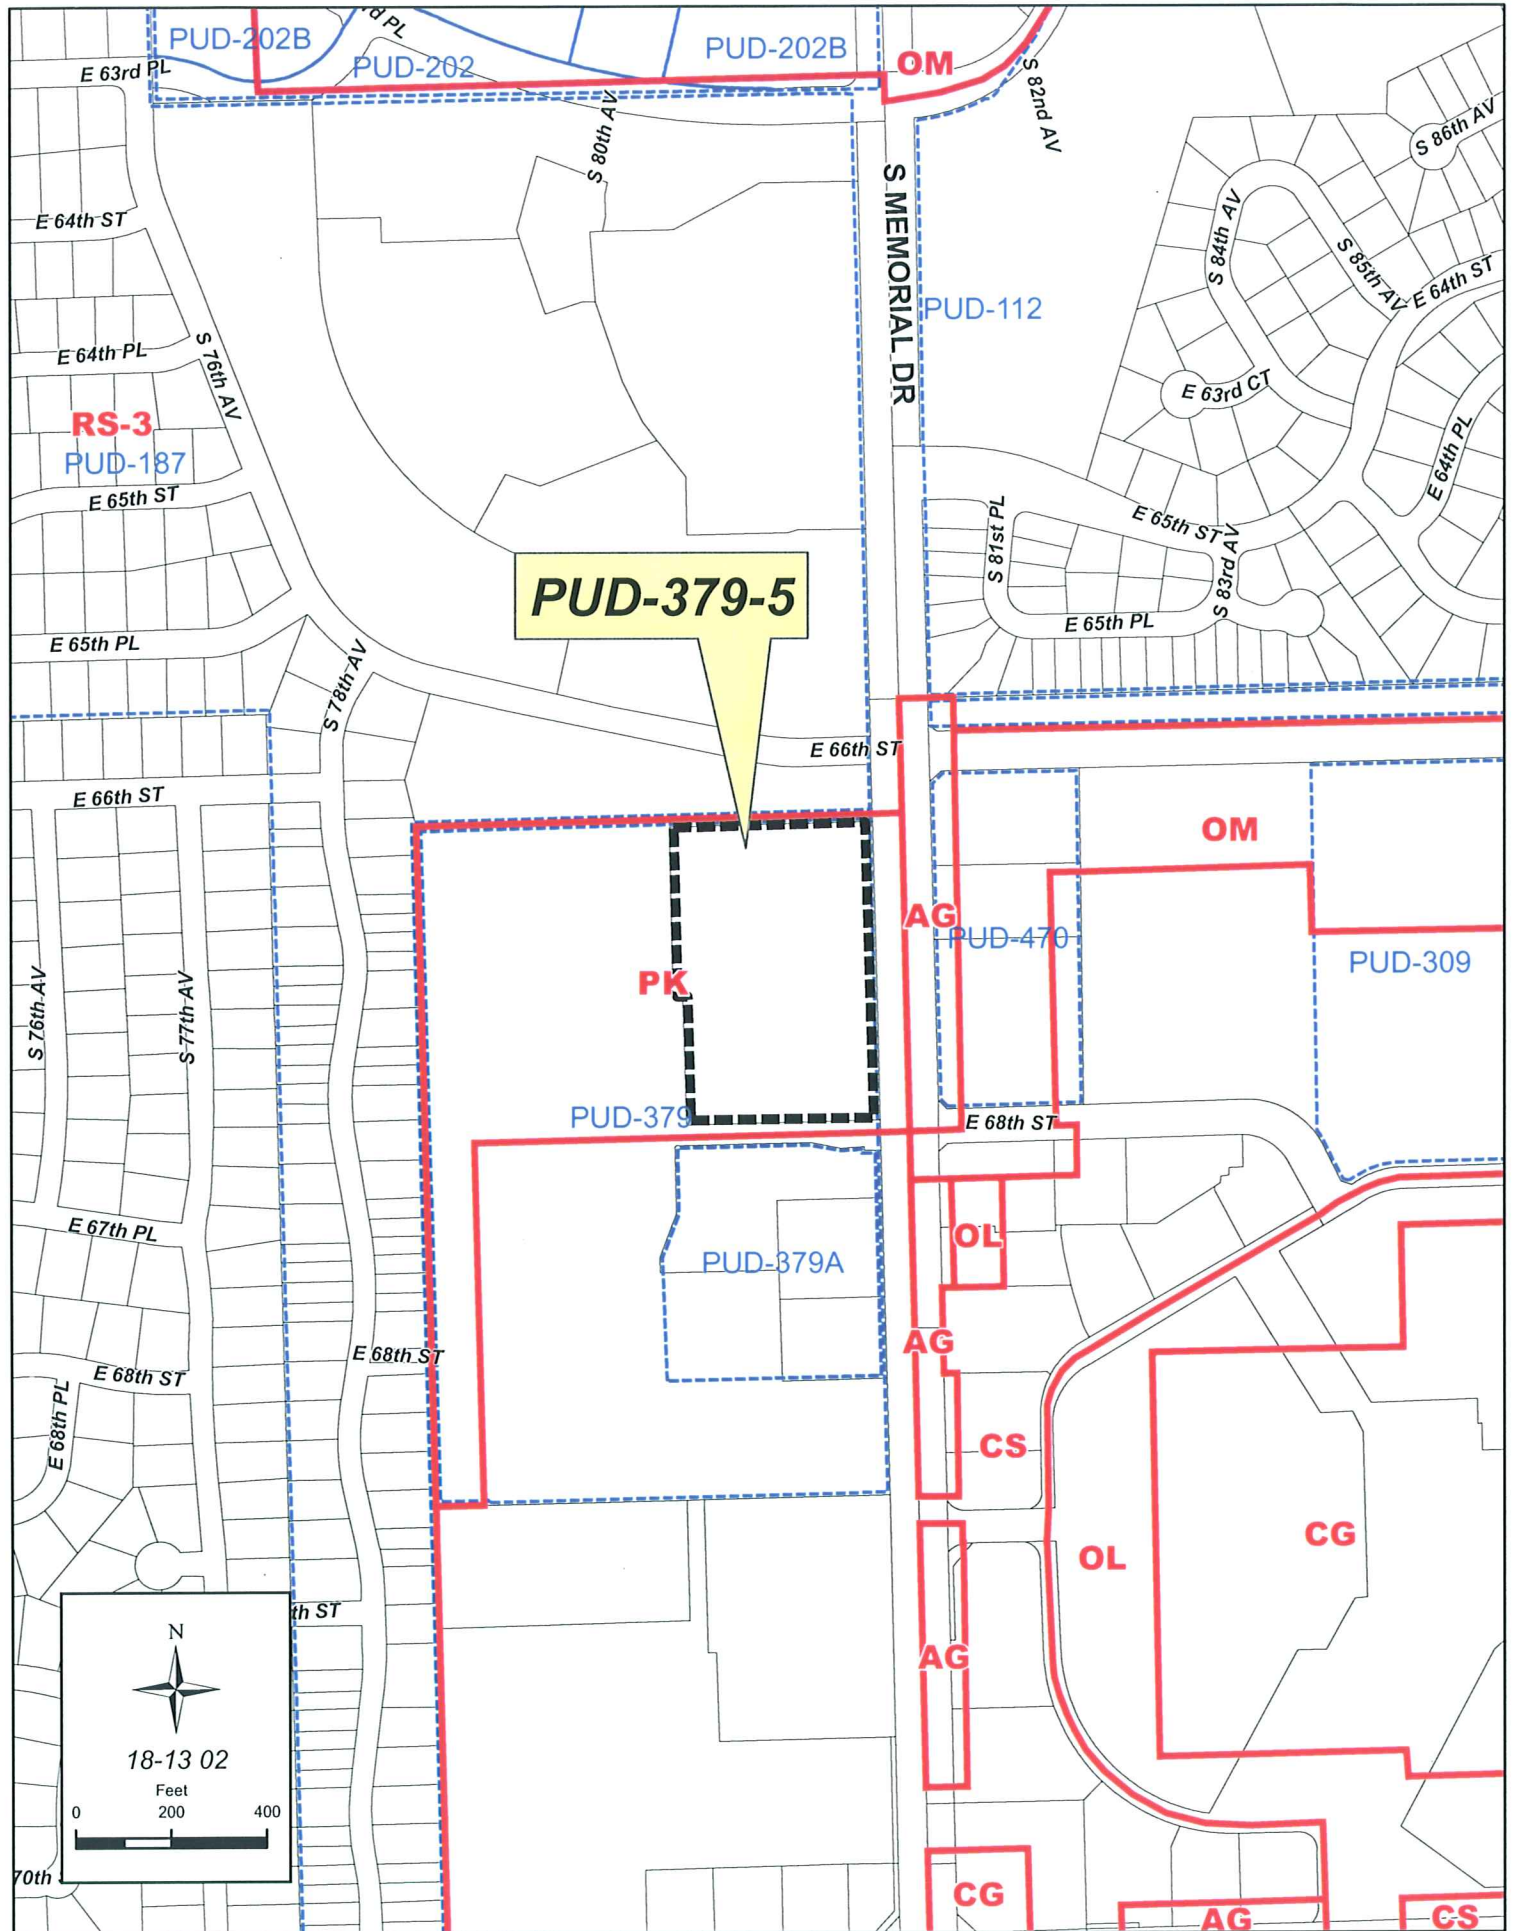 PUD-202B
PUD-202
PUD-202B
OM
E 63rd PL
S 82nd AV
S 80th AV
S 86th AV
S MEMORIAL DR
E 64th ST
S 84th AV
S 85th AV
E 64th ST
PUD-112
E 64th PL
S 76th AV
E 63rd CT
RS-3
PUD-187
E 64th PL
E 65th ST
E 65th ST
S 81st PL
S 83rd AV
PUD-379-5
E 65th PL
E 65th PL
S 78th AV
E 66th ST
E 66th ST
OM
AG
PUD-470
PUD-309
PK
S 76th AV
S 77th AV
PUD-379
E 68th ST
E 67th PL
OL
PUD-379A
AG
E 68th ST
E 68th ST
E 68th PL
CS
CG
OL
th ST
N
AG
18-13 02
Feet
0 200 400
70th
CG
AG
CS